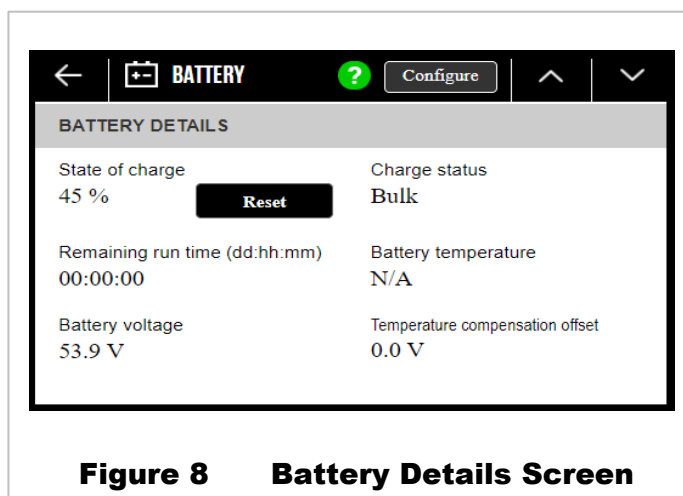 BATTERY ? Configure
BATTERY DETAILS
State of charge
45 %
Reset
Charge status
Bulk
Remaining run time (dd:hh:mm)
00:00:00
Battery temperature
N/A
Battery voltage
53.9 V
Temperature compensation offset
0.0 V
Figure 8 Battery Details Screen